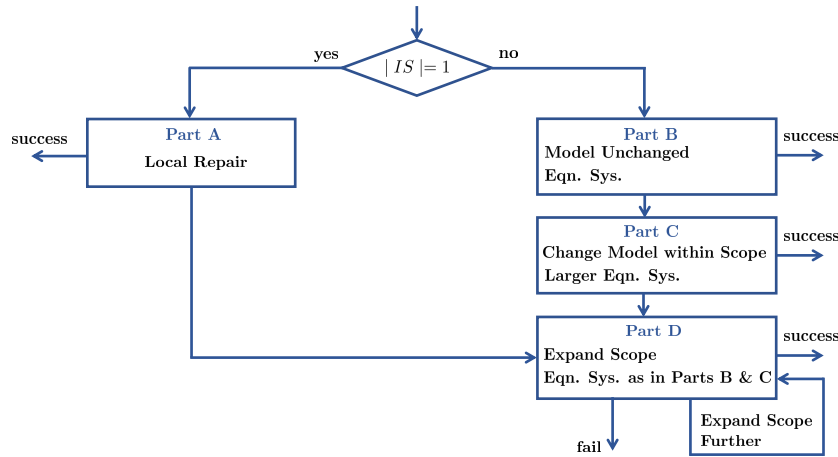 | IS |= 1
yes
no
Part A
Local Repair
success
Part B
Model Unchanged
Eqn. Sys.
success
Part C
Change Model within Scope
Larger Eqn. Sys.
success
Part D
Expand Scope
Eqn. Sys. as in Parts B & C
success
Expand Scope
Further
fail